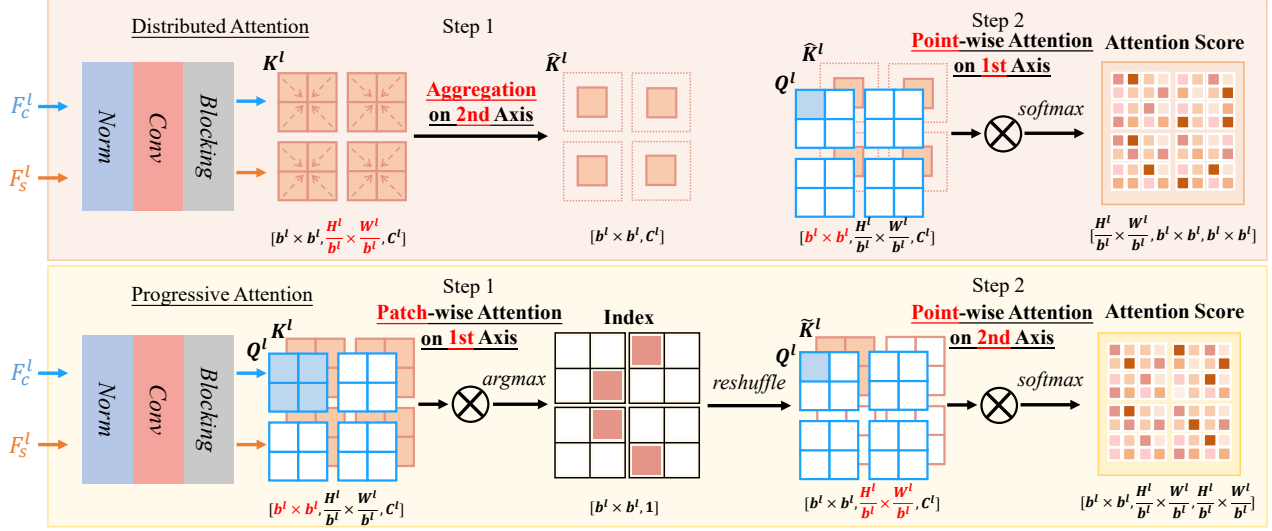 Distributed Attention
Step 1
Step 2
F_c^l
F_s^l
Norm
Conv
Blocking
K^l
Aggregation
on 2nd Axis
K̂^l
K̂^l
Q^l
Point-wise Attention
on 1st Axis
softmax
Attention Score
[b^l × b^l, H^l/b^l × W^l/b^l, C^l]
[b^l × b^l, C^l]
[b^l × b^l, H^l/b^l × W^l/b^l, C^l]
[H^l/b^l × W^l/b^l, b^l × b^l, b^l × b^l]
Progressive Attention
Step 1
Step 2
F_c^l
F_s^l
Norm
Conv
Blocking
K^l
Q^l
Patch-wise Attention
on 1st Axis
argmax
Index
reshuffle
K̃^l
Q^l
Point-wise Attention
on 2nd Axis
softmax
Attention Score
[b^l × b^l, H^l/b^l × W^l/b^l, C^l]
[b^l × b^l, 1]
[b^l × b^l, H^l/b^l × W^l/b^l, C^l]
[b^l × b^l, H^l/b^l × W^l/b^l, H^l/b^l × W^l/b^l]